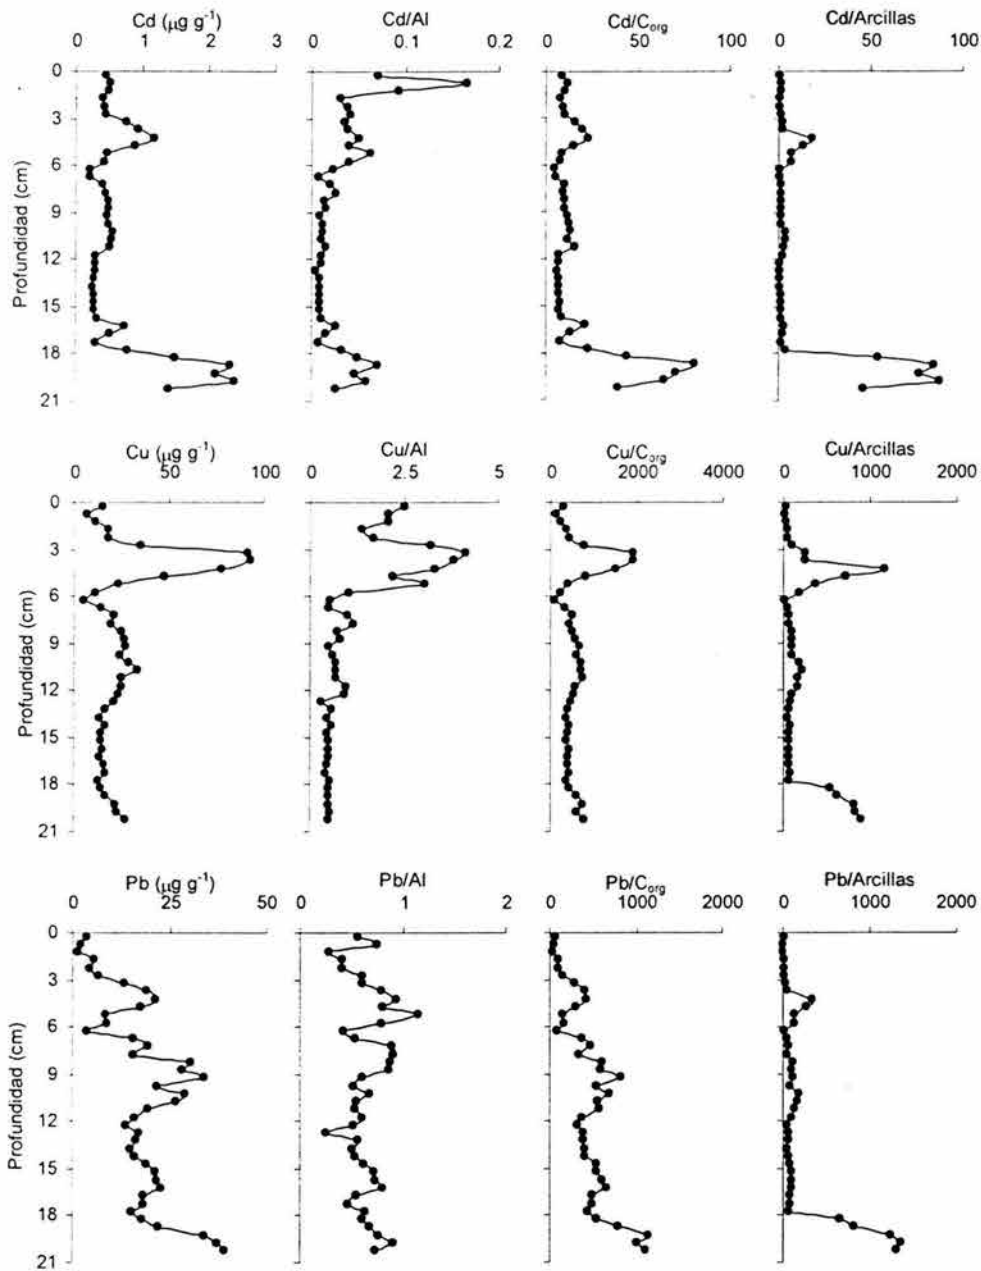 Cd (μg g⁻¹) Cd/Al Cd/Corg Cd/Arcillas
0 1 2 3 0 0.1 0.2 0 50 100 0 50 100
0
3
6
9
12
15
18
21
Profundidad (cm)
Cu (μg g⁻¹) Cu/Al Cu/Corg Cu/Arcillas
0 50 100 0 2.5 5 0 2000 4000 0 1000 2000
0
3
6
9
12
15
18
21
Profundidad (cm)
Pb (μg g⁻¹) Pb/Al Pb/Corg Pb/Arcillas
0 25 50 0 1 2 0 1000 2000 0 1000 2000
0
3
6
9
12
15
18
21
Profundidad (cm)